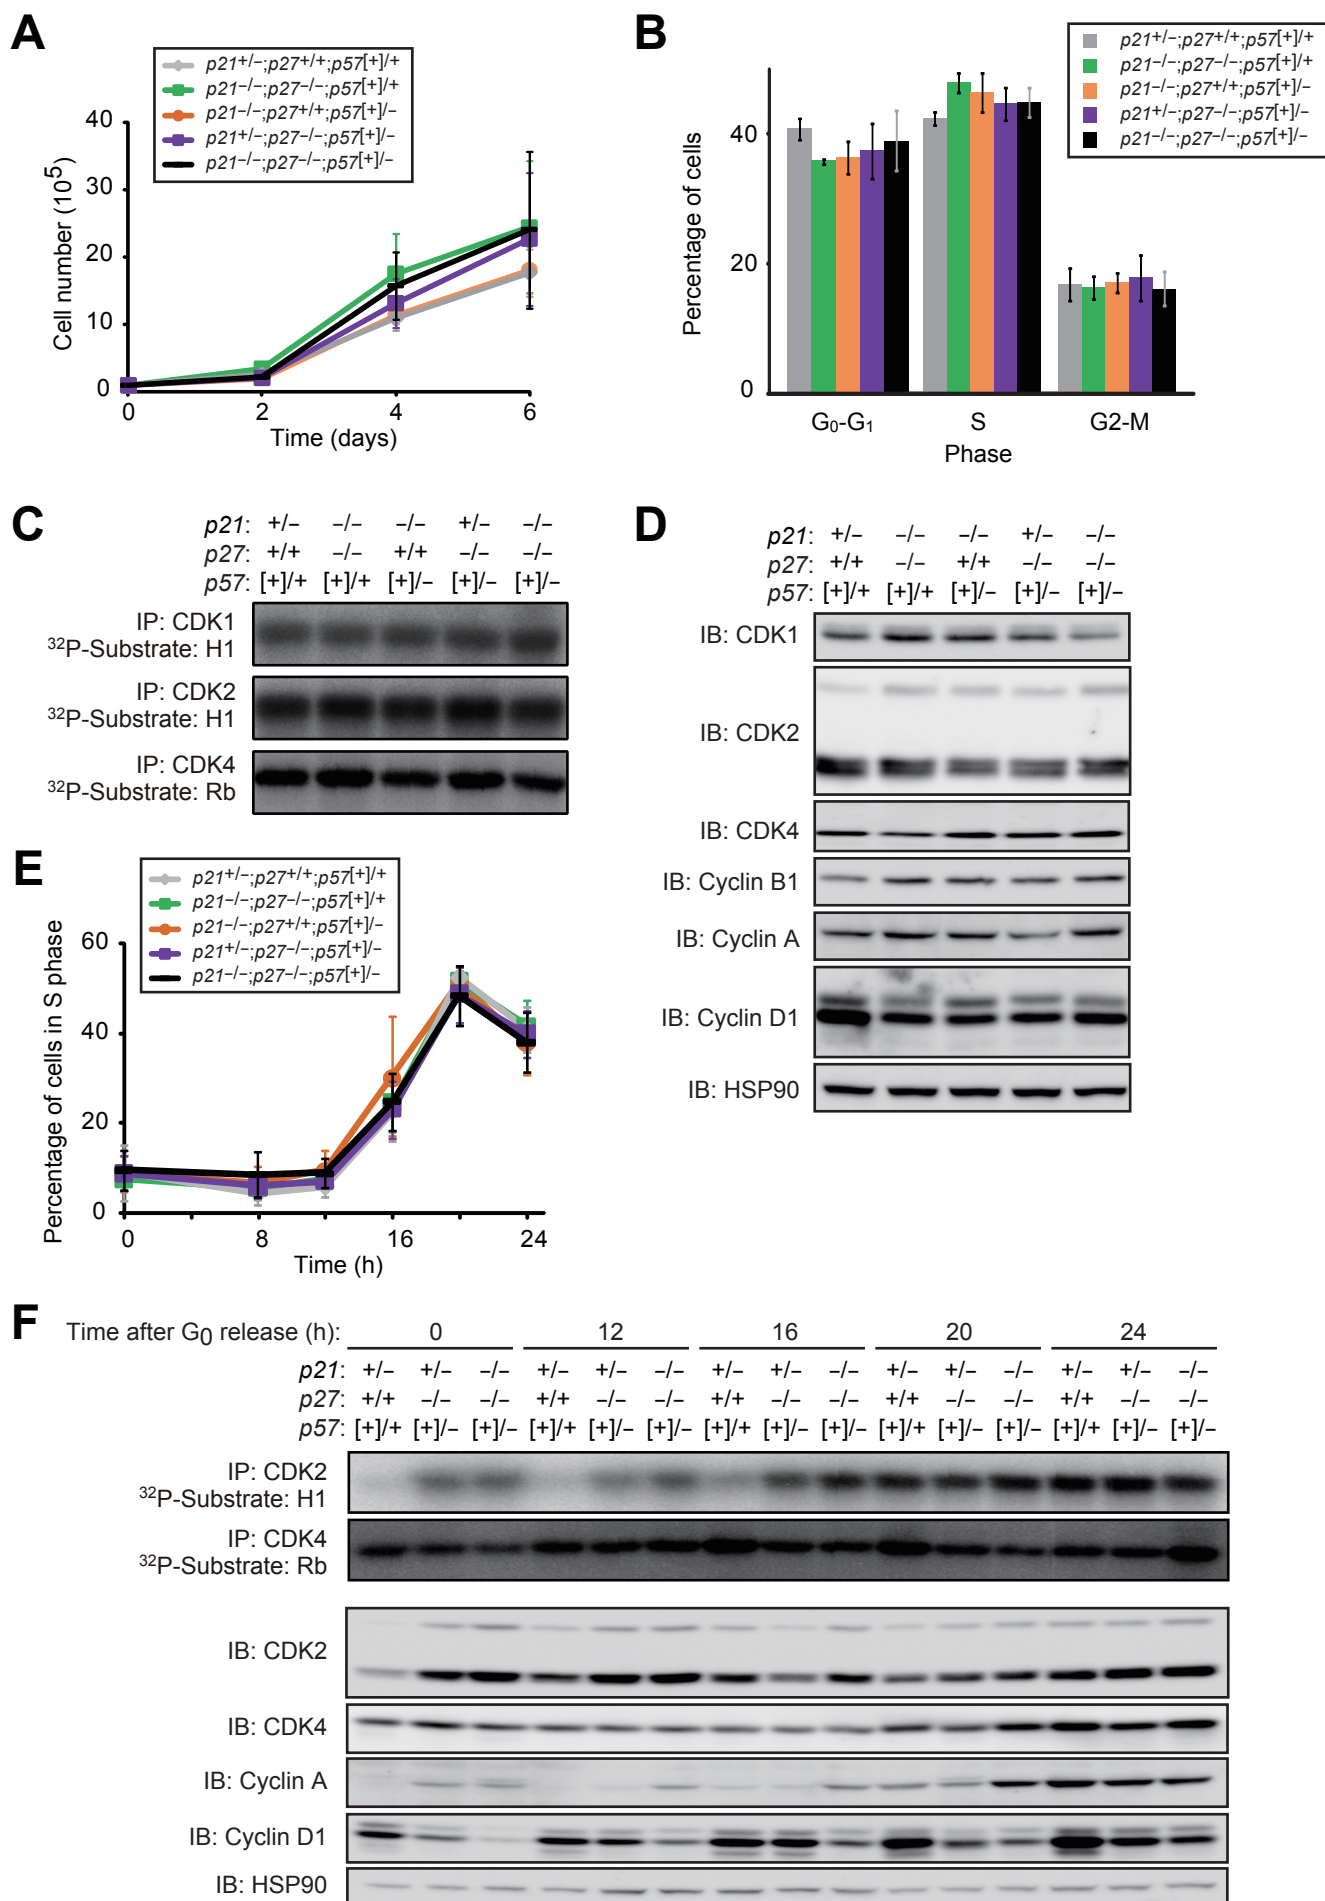 A
p21+/–;p27+/+;p57[+]/+
p21–/–;p27–/–;p57[+]/+
p21–/–;p27+/+;p57[+]/–
p21+/–;p27–/–;p57[+]/–
p21–/–;p27–/–;p57[+]/–
Cell number (10⁵)
40
30
20
10
0
0 2 4 6
Time (days)
B
p21+/–;p27+/+;p57[+]/+
p21–/–;p27–/–;p57[+]/+
p21–/–;p27+/+;p57[+]/–
p21+/–;p27–/–;p57[+]/–
p21–/–;p27–/–;p57[+]/–
Percentage of cells
40
20
0
G₀-G₁ S G2-M
Phase
C
p21: +/– –/– –/– +/– –/–
p27: +/+ –/– +/+ –/– –/–
p57: [+]/+ [+]/+ [+]/– [+]/– [+]/–
IP: CDK1
³²P-Substrate: H1
IP: CDK2
³²P-Substrate: H1
IP: CDK4
³²P-Substrate: Rb
D
p21: +/– –/– –/– +/– –/–
p27: +/+ –/– +/+ –/– –/–
p57: [+]/+ [+]/+ [+]/– [+]/– [+]/–
IB: CDK1
IB: CDK2
IB: CDK4
IB: Cyclin B1
IB: Cyclin A
IB: Cyclin D1
IB: HSP90
E
p21+/–;p27+/+;p57[+]/+
p21–/–;p27–/–;p57[+]/+
p21–/–;p27+/+;p57[+]/–
p21+/–;p27–/–;p57[+]/–
p21–/–;p27–/–;p57[+]/–
Percentage of cells in S phase
60
40
20
0
0 8 16 24
Time (h)
F
Time after G₀ release (h): 0 12 16 20 24
p21: +/– +/– –/– +/– +/– –/– +/– +/– –/– +/– +/– –/– +/– +/– –/–
p27: +/+ –/– –/– +/+ –/– –/– +/+ –/– –/– +/+ –/– –/– +/+ –/– –/–
p57: [+]/+ [+]/– [+]/– [+]/+ [+]/– [+]/– [+]/+ [+]/– [+]/– [+]/+ [+]/– [+]/– [+]/+ [+]/– [+]/–
IP: CDK2
³²P-Substrate: H1
IP: CDK4
³²P-Substrate: Rb
IB: CDK2
IB: CDK4
IB: Cyclin A
IB: Cyclin D1
IB: HSP90